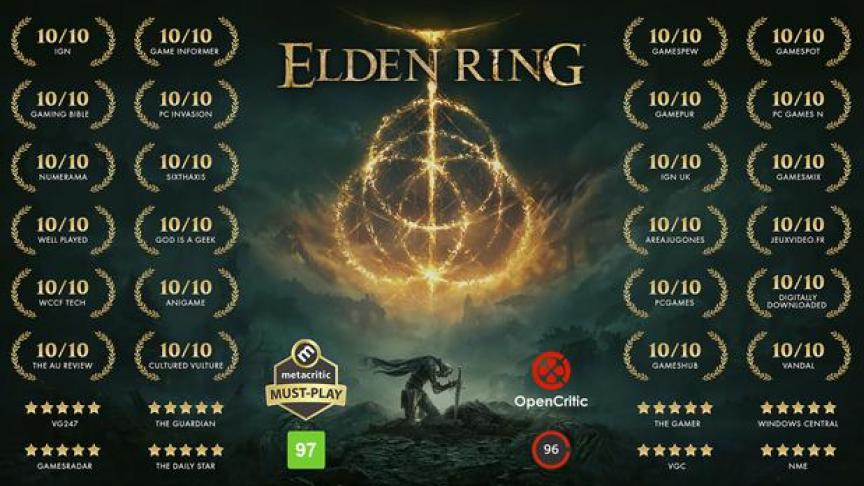 ELDEN RING
10/10
IGN
10/10
GAME INFORMER
10/10
GAMESPEW
10/10
GAMESPOT
10/10
GAMING BIBLE
10/10
PC INVASION
10/10
GAMEPUR
10/10
PC GAMES N
10/10
NUMERAMA
10/10
SIXTHAXIS
10/10
IGN UK
10/10
GAMESMIX
10/10
WELL PLAYED
10/10
GOD IS A GEEK
10/10
AREAJUGONES
10/10
JEUXVIDEO.FR
10/10
WCCF TECH
10/10
ANIGAME
10/10
PCGAMES
10/10
DIGITALLY
DOWNLOADED
10/10
THE AU REVIEW
10/10
CULTURED VULTURE
10/10
GAMESHUB
10/10
VANDAL
m
metacritic
MUST-PLAY
97
OpenCritic
96
VG247
THE GUARDIAN
THE GAMER
WINDOWS CENTRAL
GAMESRADAR
THE DAILY STAR
VGC
NME